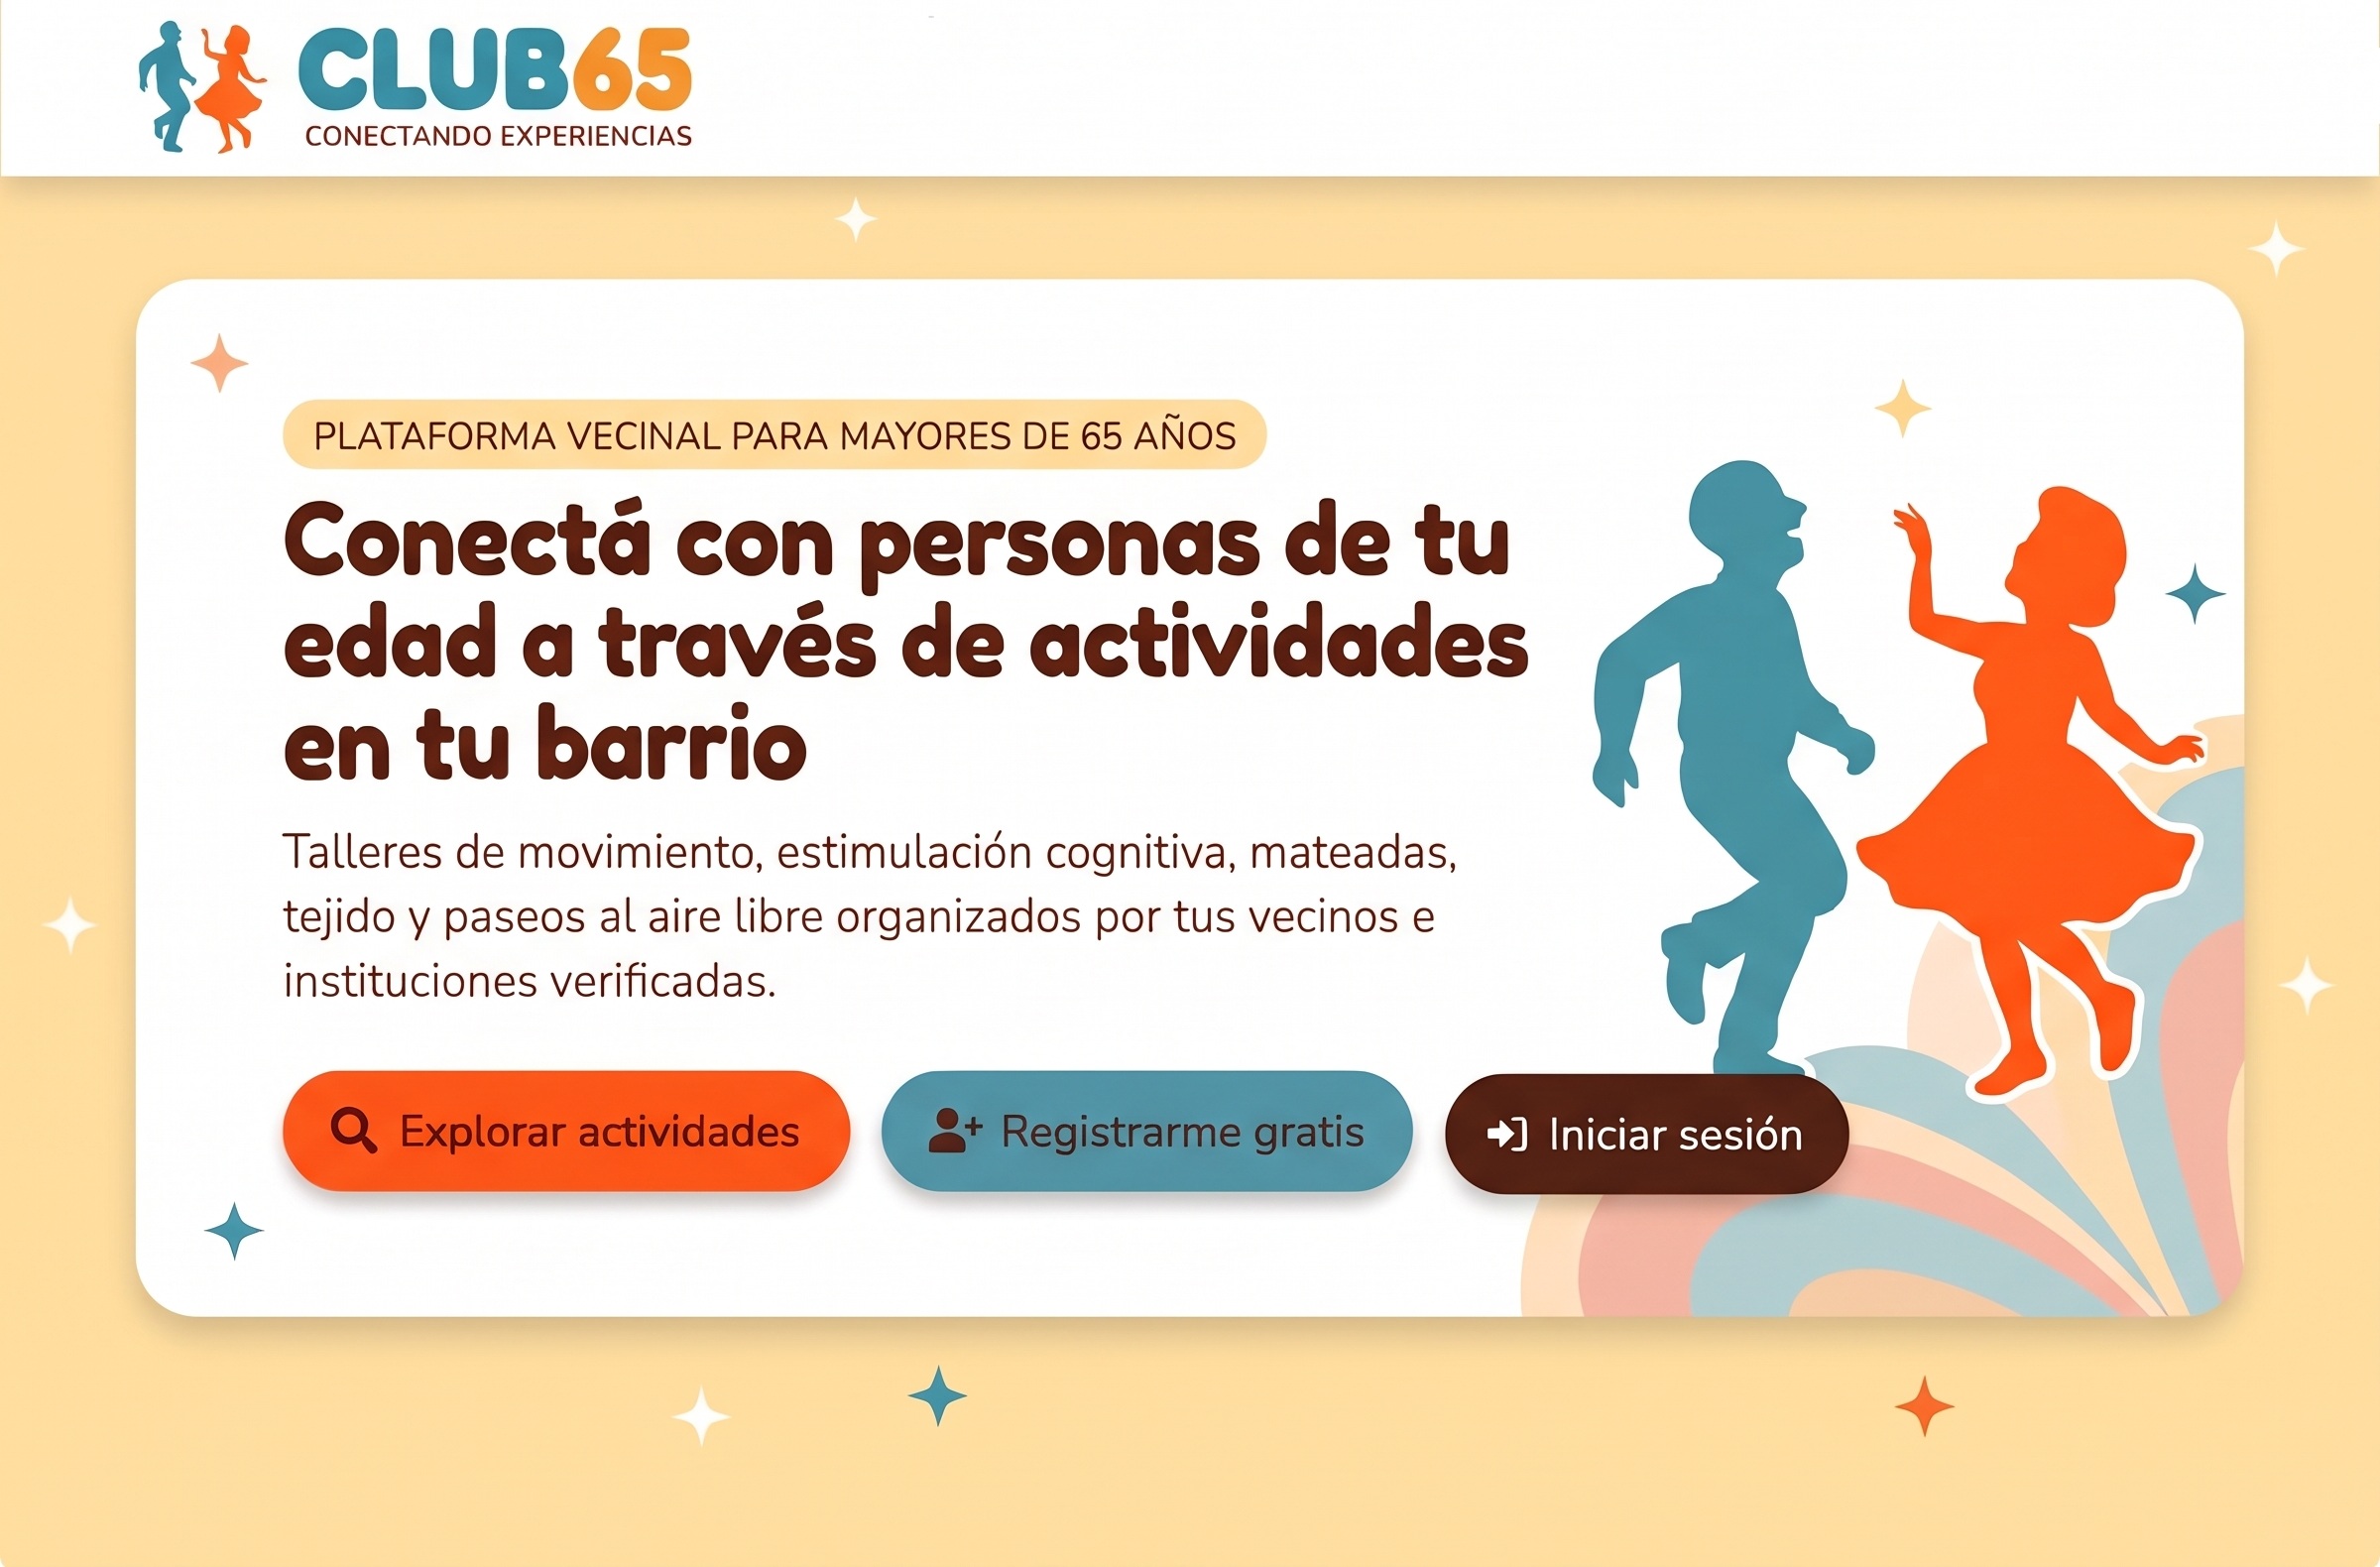 CLUB65
CONECTANDO EXPERIENCIAS
PLATAFORMA VECINAL PARA MAYORES DE 65 AÑOS
Conectá con personas de tu
edad a través de actividades
en tu barrio
Talleres de movimiento, estimulación cognitiva, mateadas,
tejido y paseos al aire libre organizados por tus vecinos e
instituciones verificadas.
Explorar actividades
Registrarme gratis
Iniciar sesión